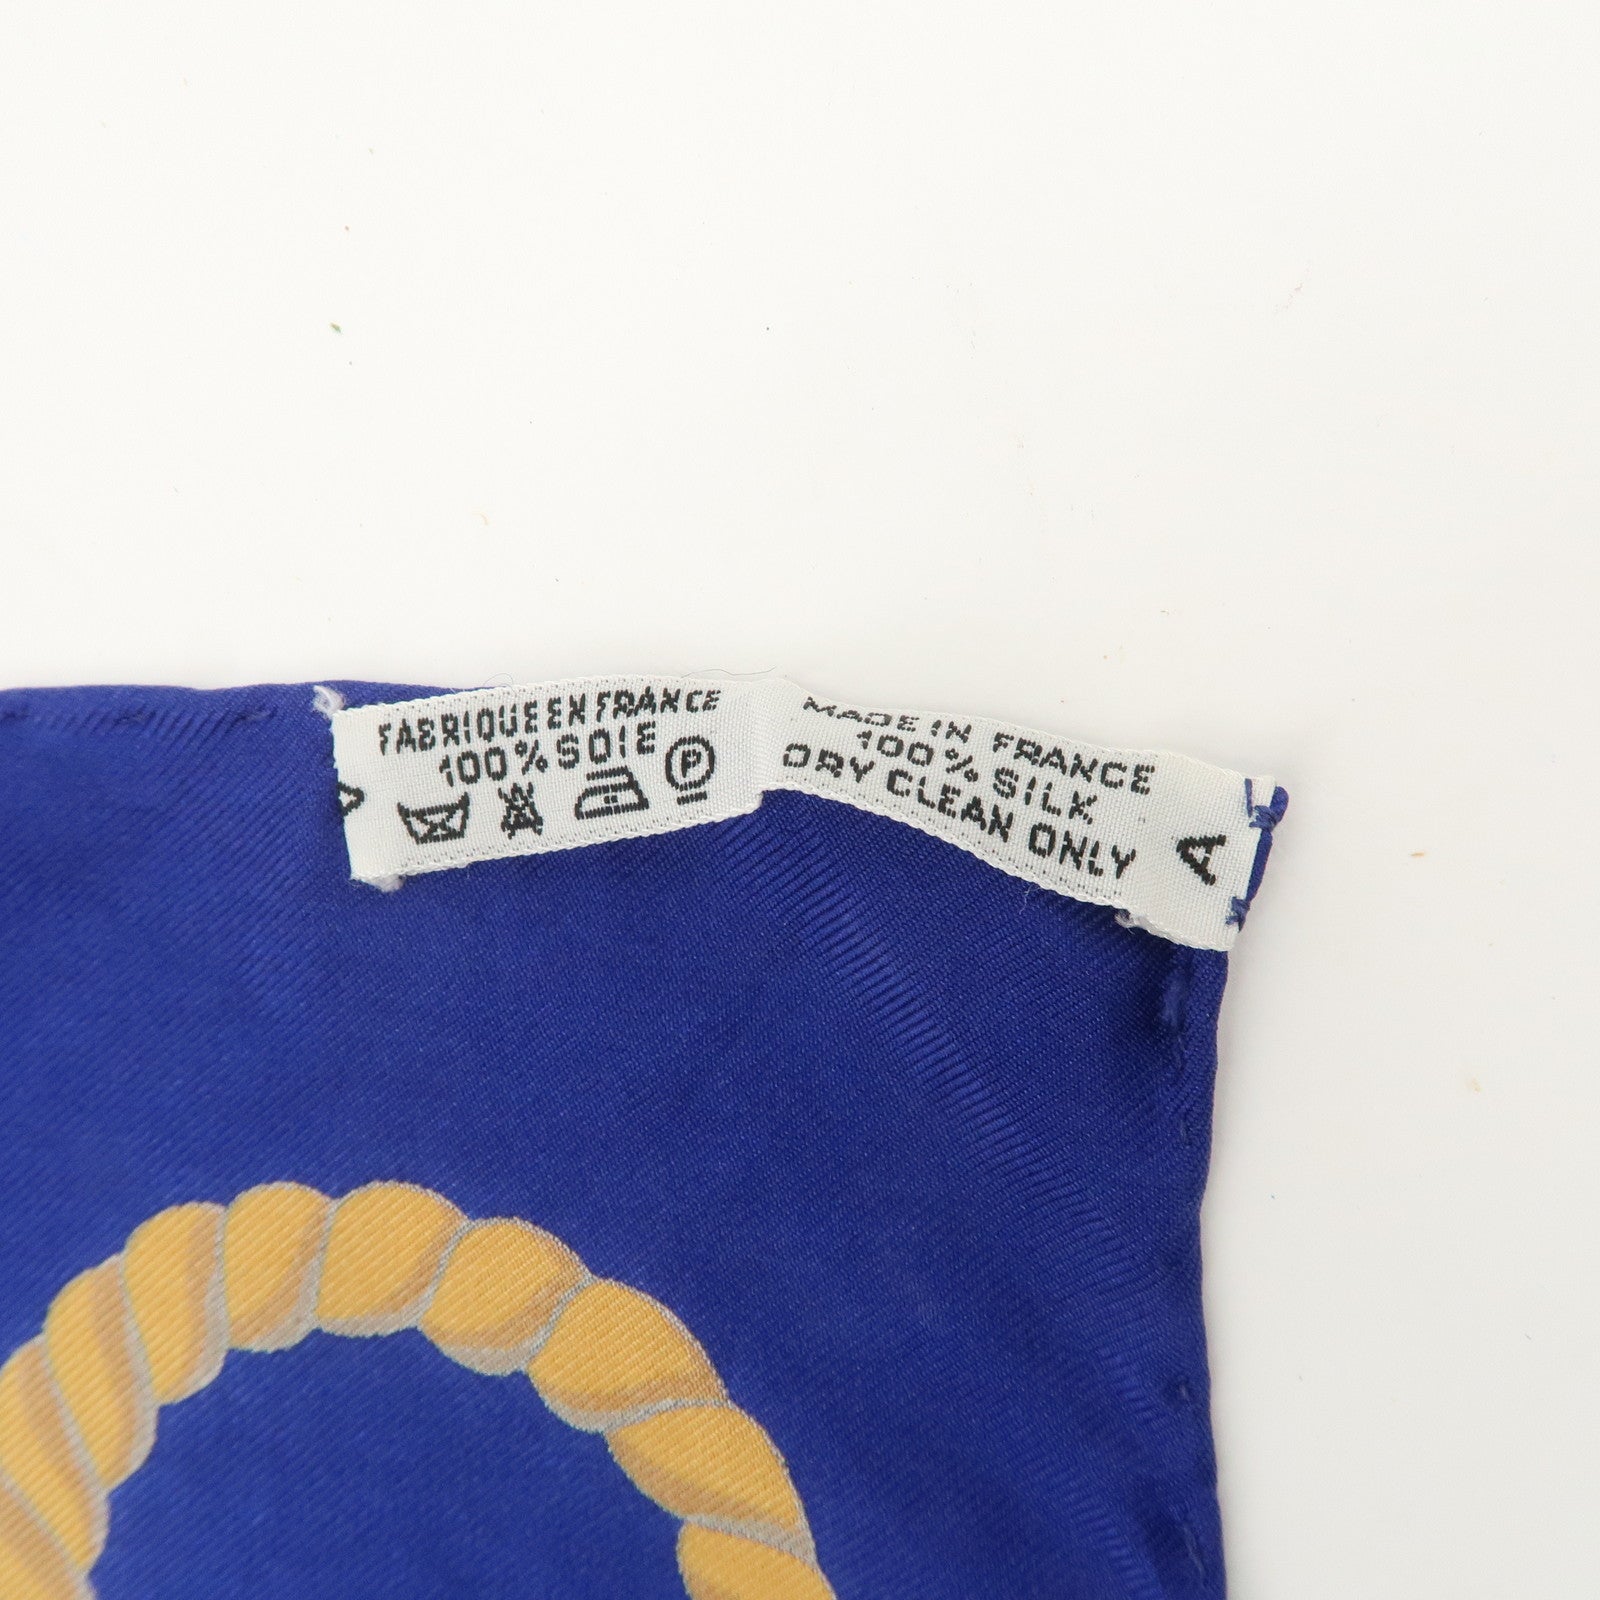 FABRIQUE EN FRANCE
100% SOIE
P
MADE IN FRANCE
100% SILK
DRY CLEAN ONLY
A